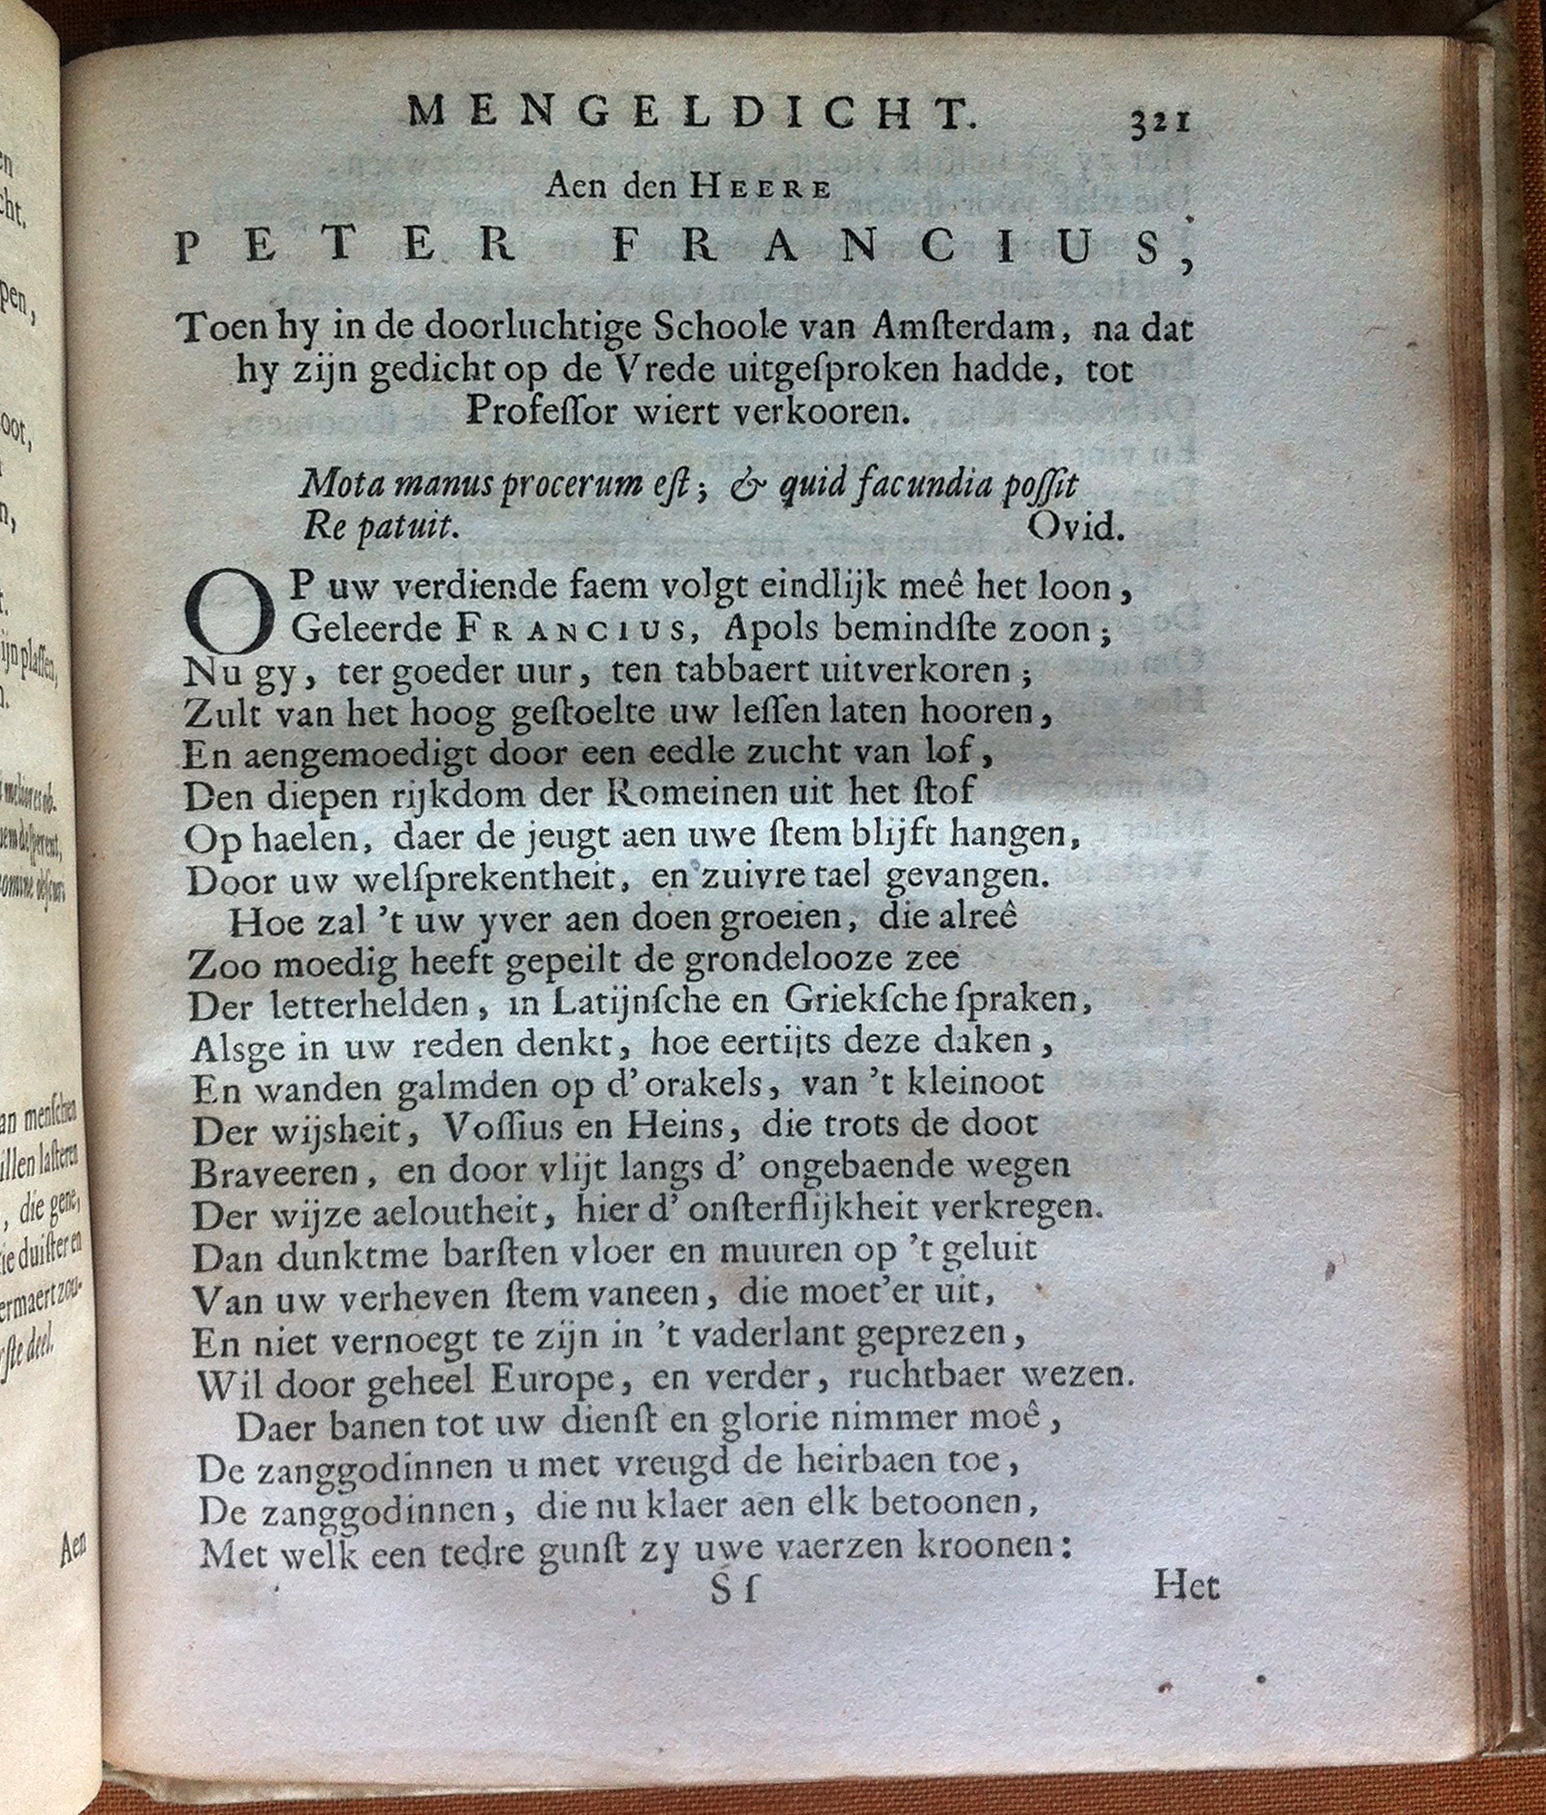 MENGELDICHT. 321
Aen den HEERE
PETER FRANCIUS,
Toen hy in de doorluchtige Schoole van Amſterdam, na dat
hy zijn gedicht op de Vrede uitgeſproken hadde, tot
Profeſſor wiert verkooren.
Mota manus procerum eſt; & quid facundia poſſit
Re patuit. Ovid.
OP uw verdiende faem volgt eindlijk meê het loon,
Geleerde FRANCIUS, Apols bemindſte zoon;
Nu gy, ter goeder uur, ten tabbaert uitverkoren;
Zult van het hoog geſtoelte uw leſſen laten hooren,
En aengemoedigt door een eedle zucht van lof,
Den diepen rijkdom der Romeinen uit het ſtof
Op haelen, daer de jeugt aen uwe ſtem blijft hangen,
Door uw welſprekentheit, en zuivre tael gevangen.
Hoe zal 't uw yver aen doen groeien, die alreê
Zoo moedig heeft gepeilt de grondelooze zee
Der letterhelden, in Latijnſche en Griekſche ſpraken,
Alsge in uw reden denkt, hoe eertijts deze daken,
En wanden galmden op d' orakels, van 't kleinoot
Der wijsheit, Voſſius en Heins, die trots de doot
Braveeren, en door vlijt langs d' ongebaende wegen
Der wijze aeloutheit, hier d' onſterflijkheit verkregen.
Dan dunktme barſten vloer en muuren op 't geluit
Van uw verheven ſtem vaneen, die moet'er uit,
En niet vernoegt te zijn in 't vaderlant geprezen,
Wil door geheel Europe, en verder, ruchtbaer wezen.
Daer banen tot uw dienſt en glorie nimmer moê,
De zanggodinnen u met vreugd de heirbaen toe,
De zanggodinnen, die nu klaer aen elk betoonen,
Met welk een tedre gunſt zy uwe vaerzen kroonen:
Sſ Het
cht.
Aen